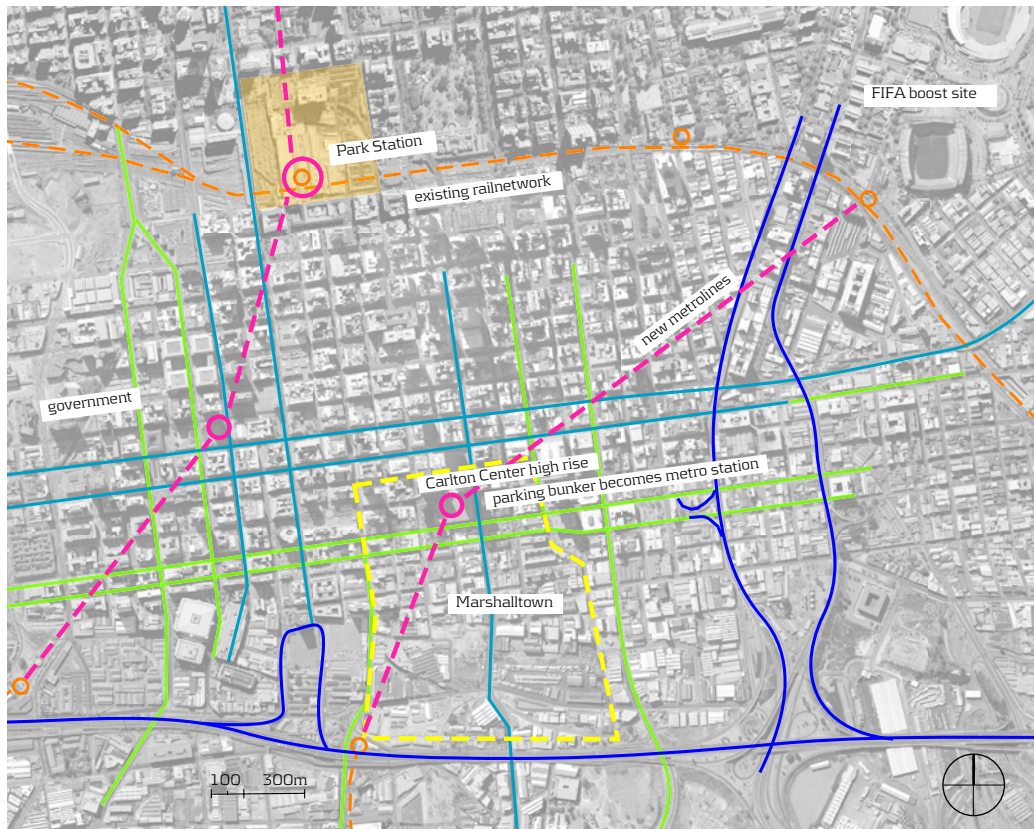 FIFA boost site
Park Station
existing railnetwork
new metrolines
government
Carlton Center high rise
parking bunker becomes metro station
Marshalltown
100 300m